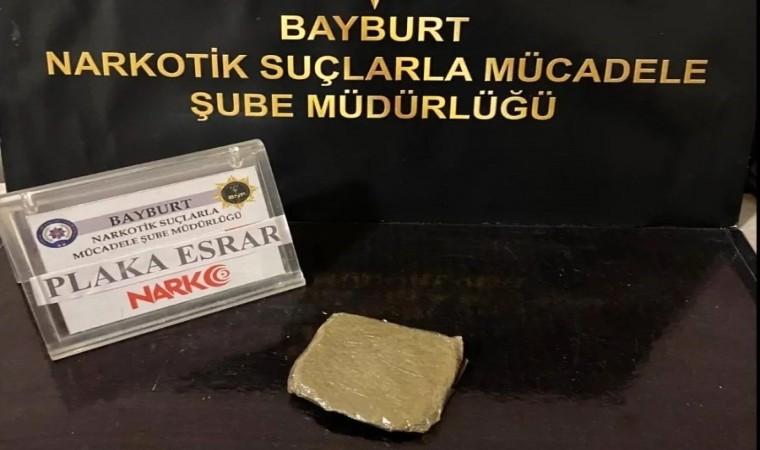 BAYBURT
NARKOTİK SUÇLARLA MÜCADELE
ŞUBE MÜDÜRLÜĞÜ
BAYBURT
NARKOTİK SUÇLARLA
MÜCADELE ŞUBE MÜDÜRLÜĞÜ
PLAKA ESRAR
NARKO